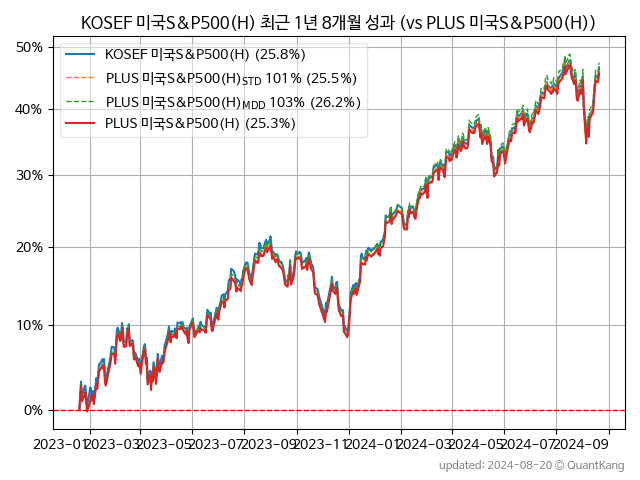 KOSEF 미국S&P500(H) 최근 1년 8개월 성과 (vs PLUS 미국S&P500(H))
50%
40%
30%
20%
10%
0%
KOSEF 미국S&P500(H) (25.8%)
PLUS 미국S&P500(H)STD 101% (25.5%)
PLUS 미국S&P500(H)MDD 103% (26.2%)
PLUS 미국S&P500(H) (25.3%)
2023-01 2023-03 2023-05 2023-07 2023-09 2023-11 2024-01 2024-03 2024-05 2024-07 2024-09
updated: 2024-08-20 © QuantKang